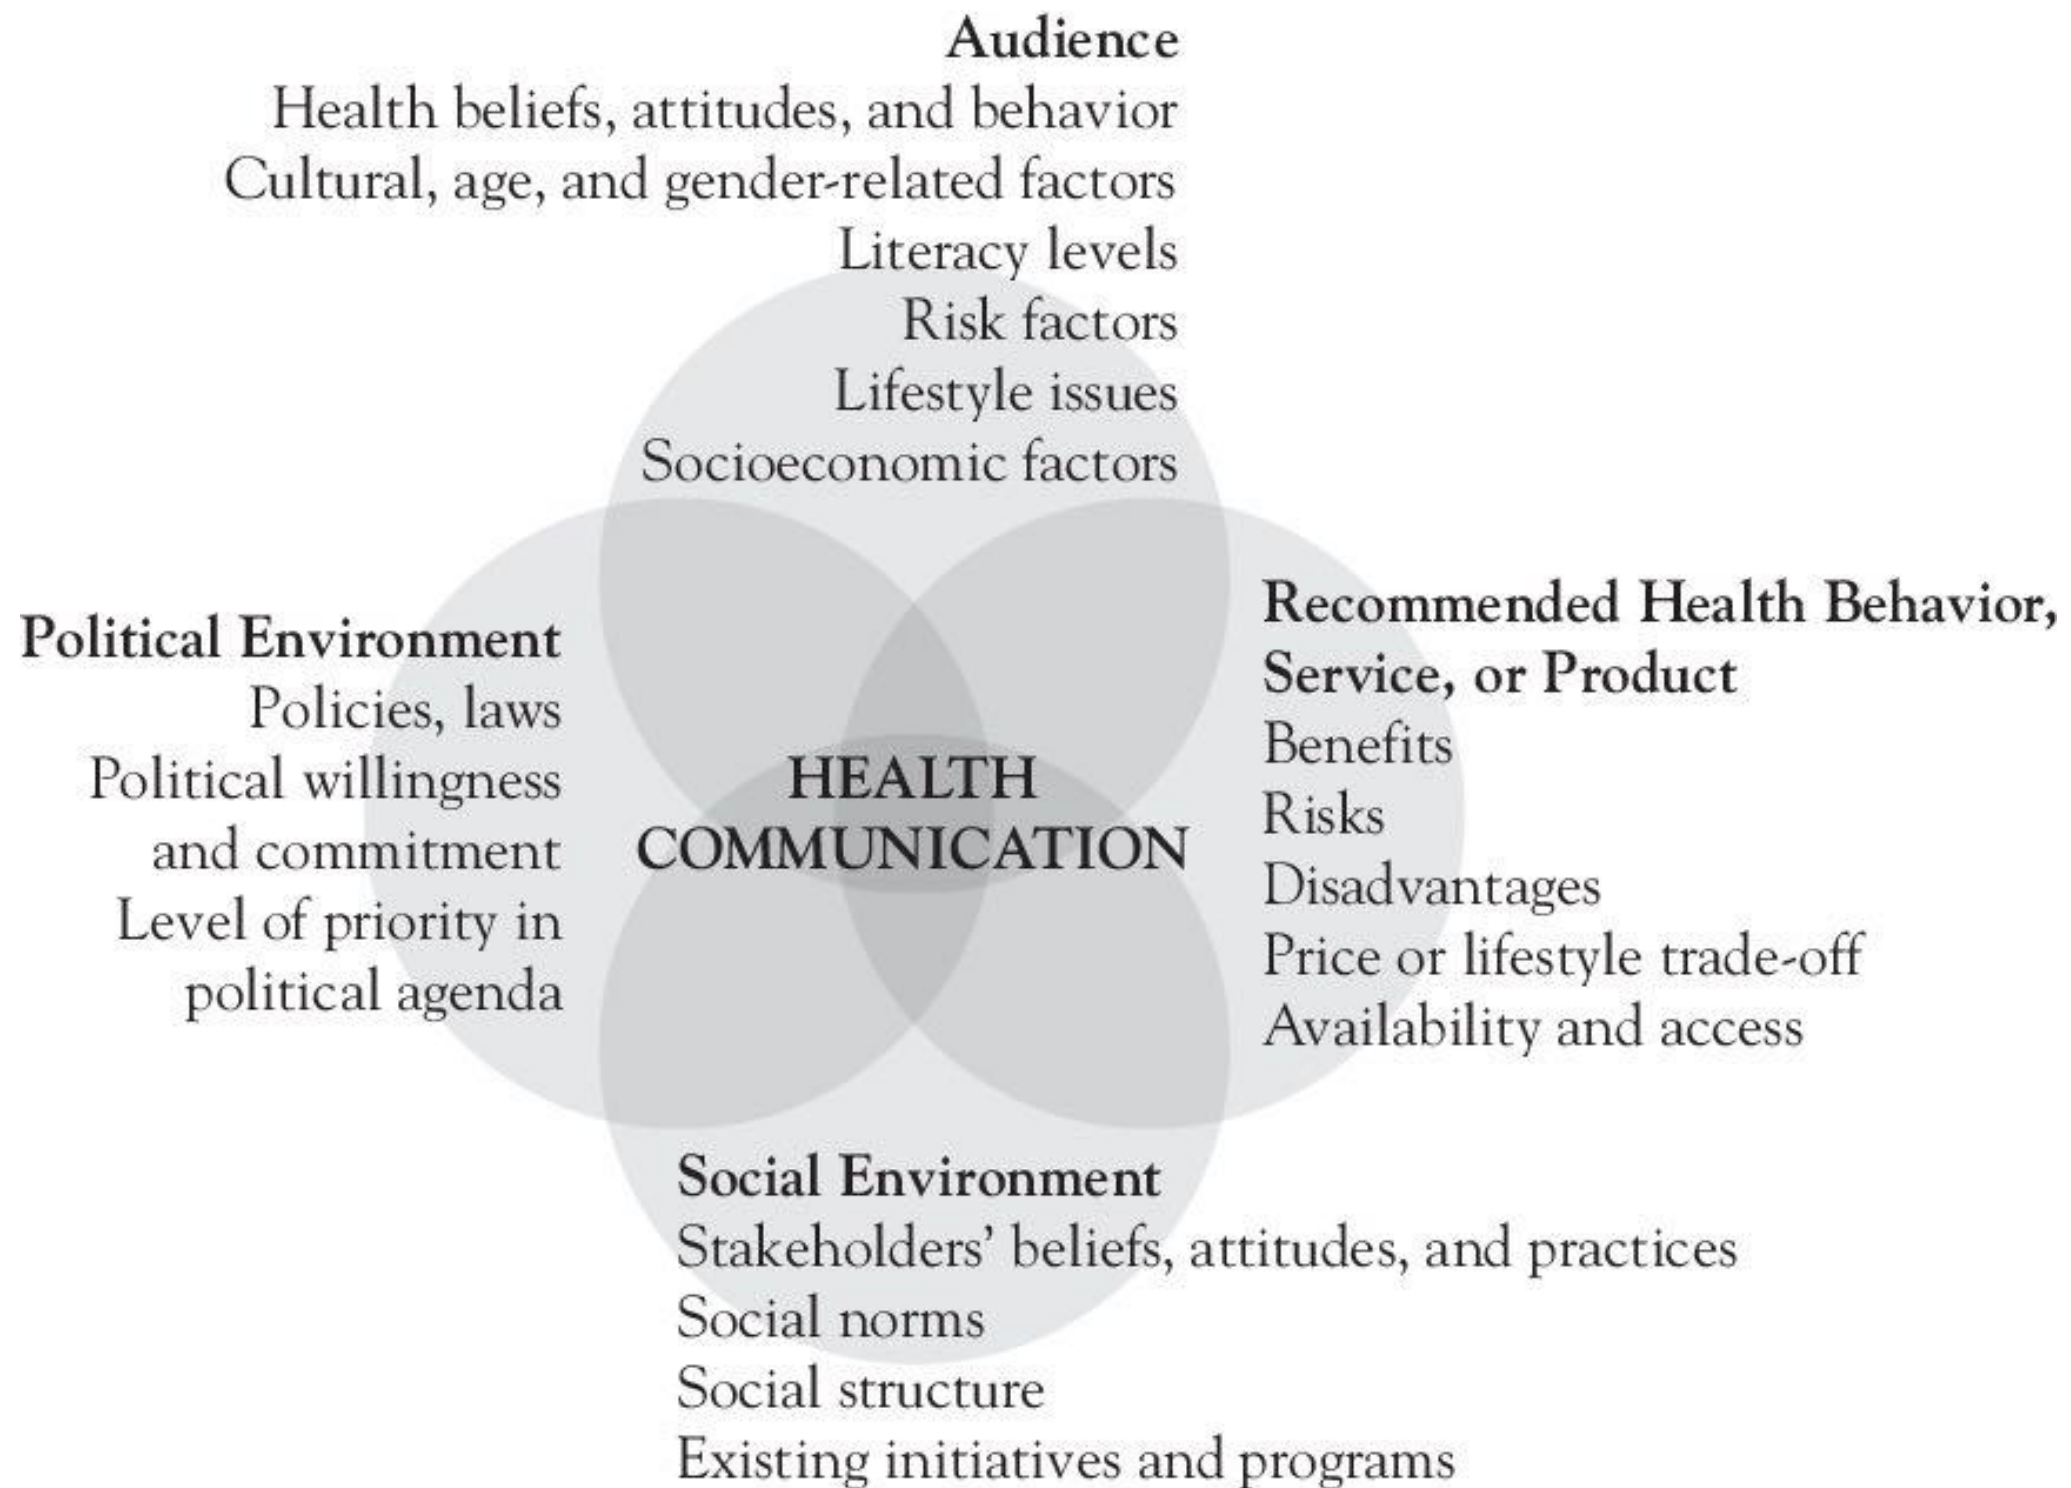 Audience
Health beliefs, attitudes, and behavior
Cultural, age, and gender-related factors
Literacy levels
Risk factors
Lifestyle issues
Socioeconomic factors
Political Environment
Policies, laws
Political willingness
and commitment
Level of priority in
political agenda
HEALTH
COMMUNICATION
Recommended Health Behavior,
Service, or Product
Benefits
Risks
Disadvantages
Price or lifestyle trade-off
Availability and access
Social Environment
Stakeholders’ beliefs, attitudes, and practices
Social norms
Social structure
Existing initiatives and programs